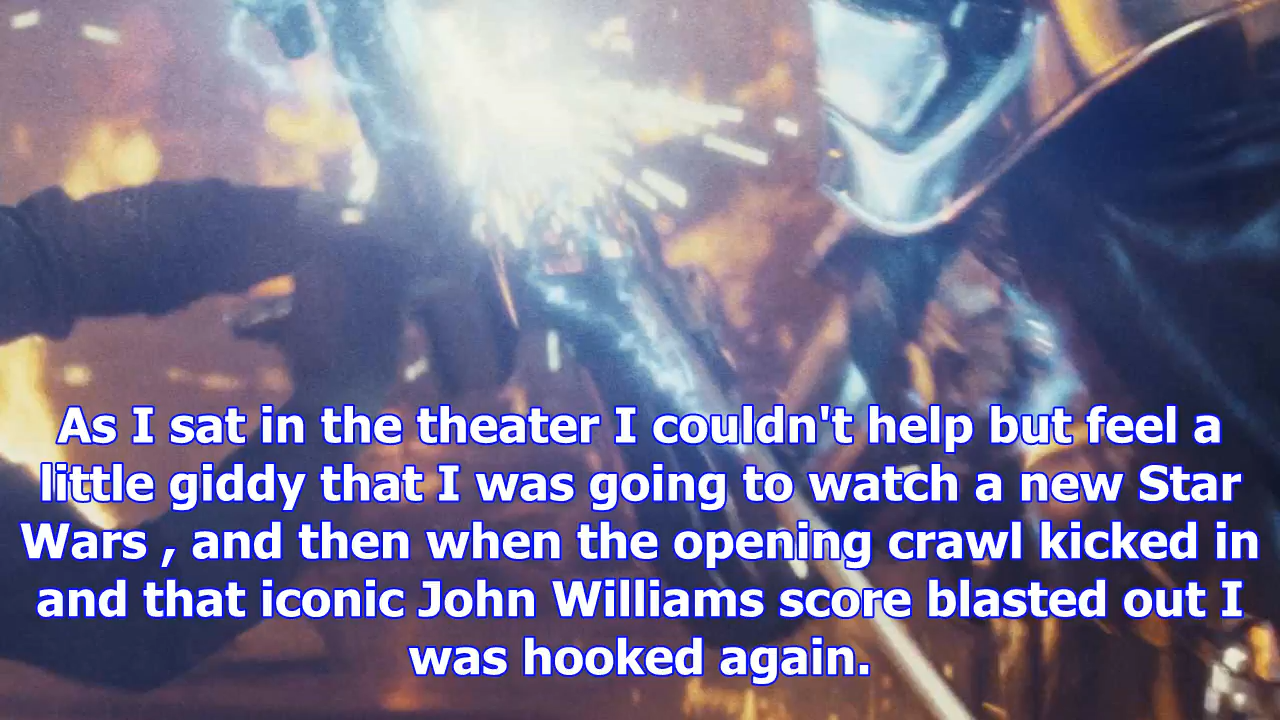 As I sat in the theater I couldn't help but feel a
little giddy that I was going to watch a new Star
Wars , and then when the opening crawl kicked in
and that iconic John Williams score blasted out I
was hooked again.